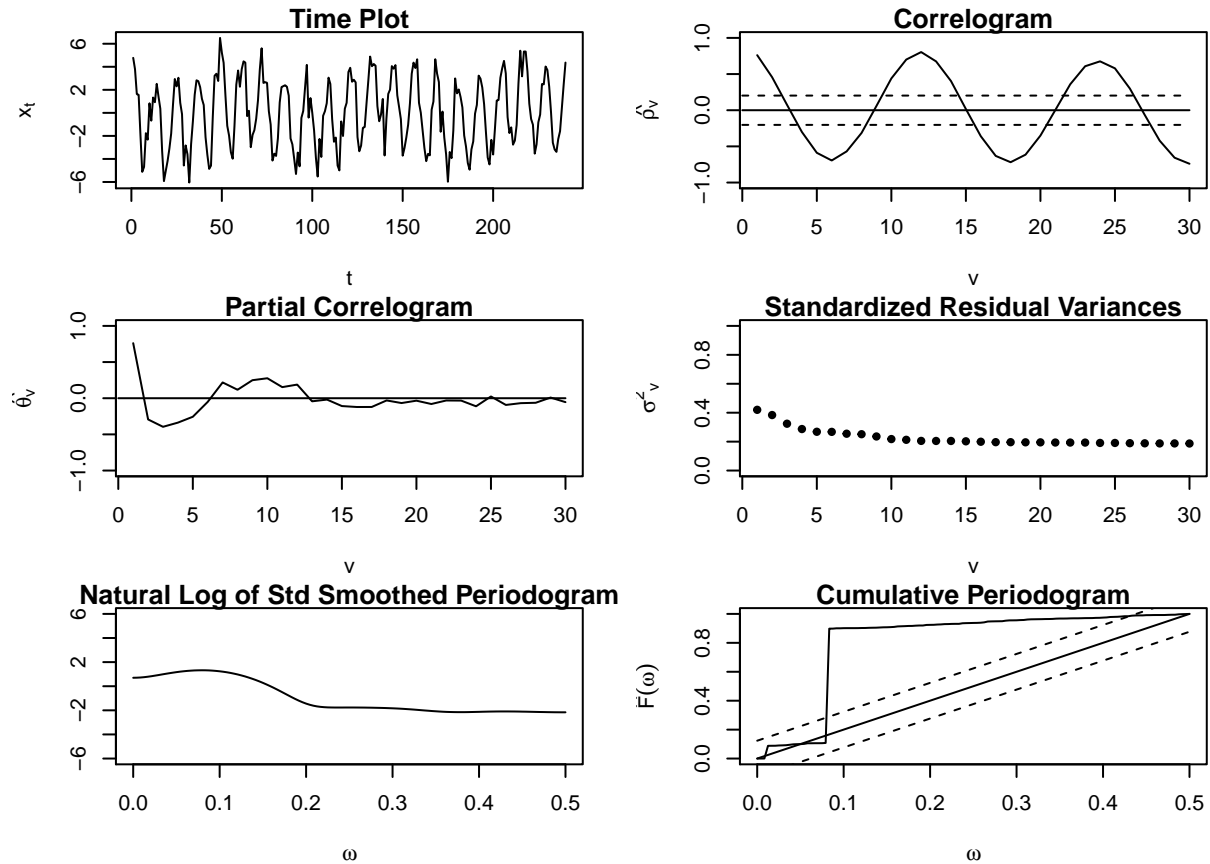 Time Plot
x_t
6
2
−2
−6
0 50 100 150 200
t
Correlogram
ρ̂_v
1.0
0.0
−1.0
0 5 10 15 20 25 30
v
Partial Correlogram
θ̂_v
1.0
0.0
−1.0
0 5 10 15 20 25 30
v
Standardized Residual Variances
σ̂²_v
0.8
0.4
0.0
0 5 10 15 20 25 30
v
Natural Log of Std Smoothed Periodogram
6
2
−2
−6
0.0 0.1 0.2 0.3 0.4 0.5
ω
Cumulative Periodogram
F̂(ω)
0.8
0.4
0.0
0.0 0.1 0.2 0.3 0.4 0.5
ω